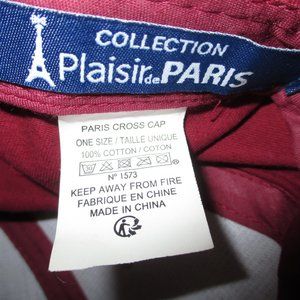 COLLECTION
Plaisir de PARIS
PARIS CROSS CAP
ONE SIZE / TAILLE UNIQUE
100% COTTON / COTON
N° 1573
KEEP AWAY FROM FIRE
FABRIQUE EN CHINE
MADE IN CHINA